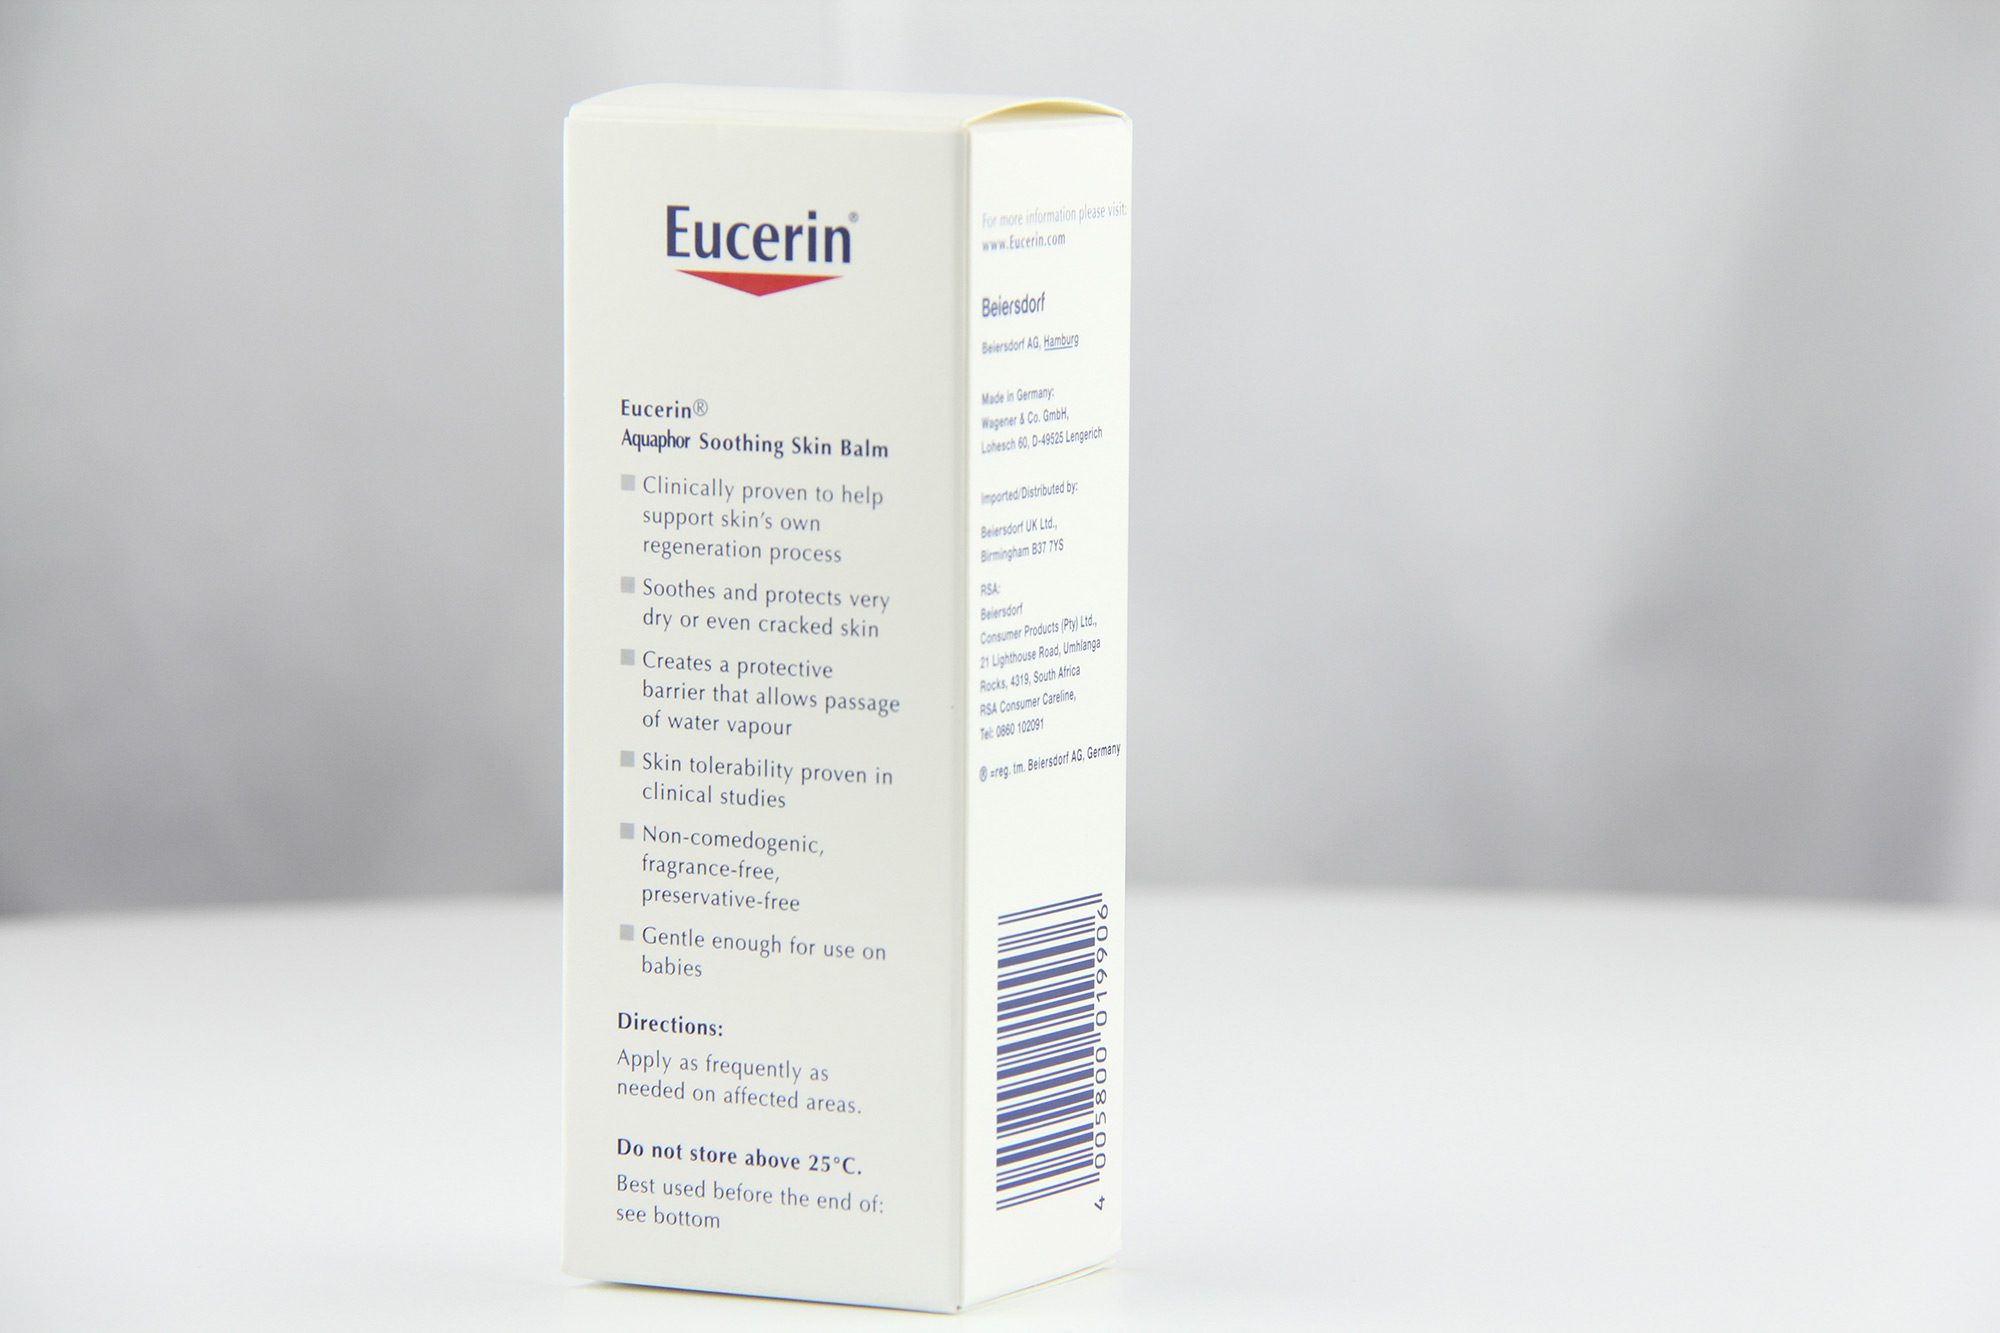 Eucerin®
Eucerin®
Aquaphor Soothing Skin Balm
Clinically proven to help
support skin's own
regeneration process
Soothes and protects very
dry or even cracked skin
Creates a protective
barrier that allows passage
of water vapour
Skin tolerability proven in
clinical studies
Non-comedogenic,
fragrance-free,
preservative-free
Gentle enough for use on
babies
Directions:
Apply as frequently as
needed on affected areas.
Do not store above 25°C.
Best used before the end of:
see bottom
For more information please visit:
www.Eucerin.com
Beiersdorf
Beiersdorf AG, Hamburg
Made in Germany:
Wagener & Co. GmbH,
Lohesch 60, D-49525 Lengerich
Imported/Distributed by:
Beiersdorf UK Ltd.,
Birmingham B37 7YS
RSA:
Beiersdorf
Consumer Products (Pty) Ltd.,
21 Lighthouse Road, Umhlanga
Rocks, 4319, South Africa
RSA Consumer Careline,
Tel: 0860 102091
® =reg. tm. Beiersdorf AG, Germany
4 005800 019906